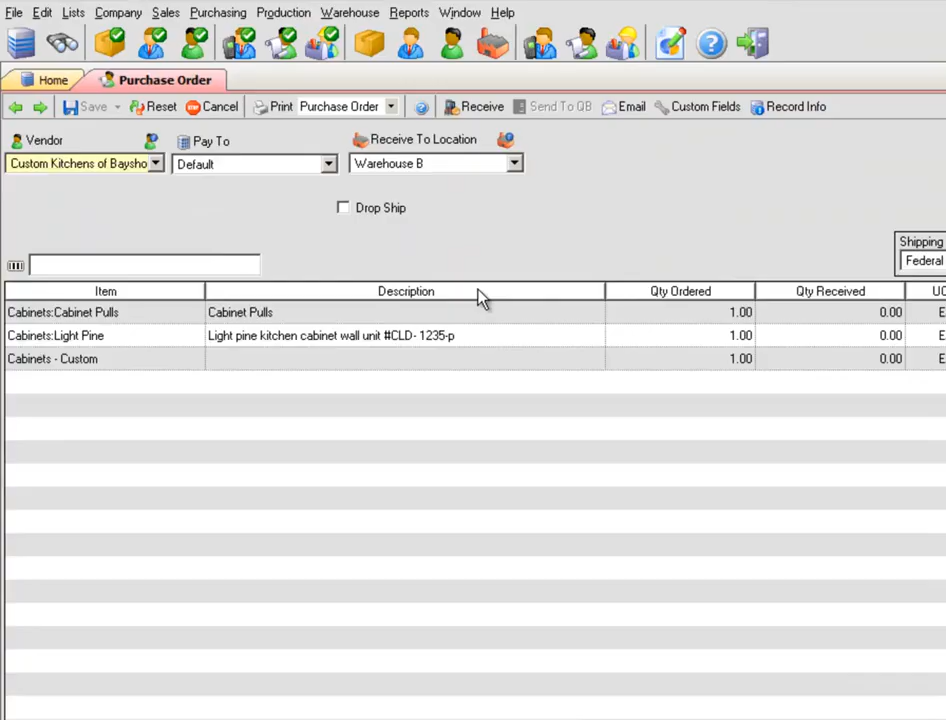 File Edit Lists Company Sales Purchasing Production Warehouse Reports Window Help
Home Purchase Order
Save Reset Cancel Print Purchase Order Receive Send To QB Email Custom Fields Record Info
Vendor Pay To Receive To Location
Custom Kitchens of Baysho Default Warehouse B
Drop Ship
Shipping
Federal
Item Description Qty Ordered Qty Received UO
Cabinets:Cabinet Pulls Cabinet Pulls 1.00 0.00 E
Cabinets:Light Pine Light pine kitchen cabinet wall unit #CLD- 1235-p 1.00 0.00 E
Cabinets - Custom 1.00 0.00 E